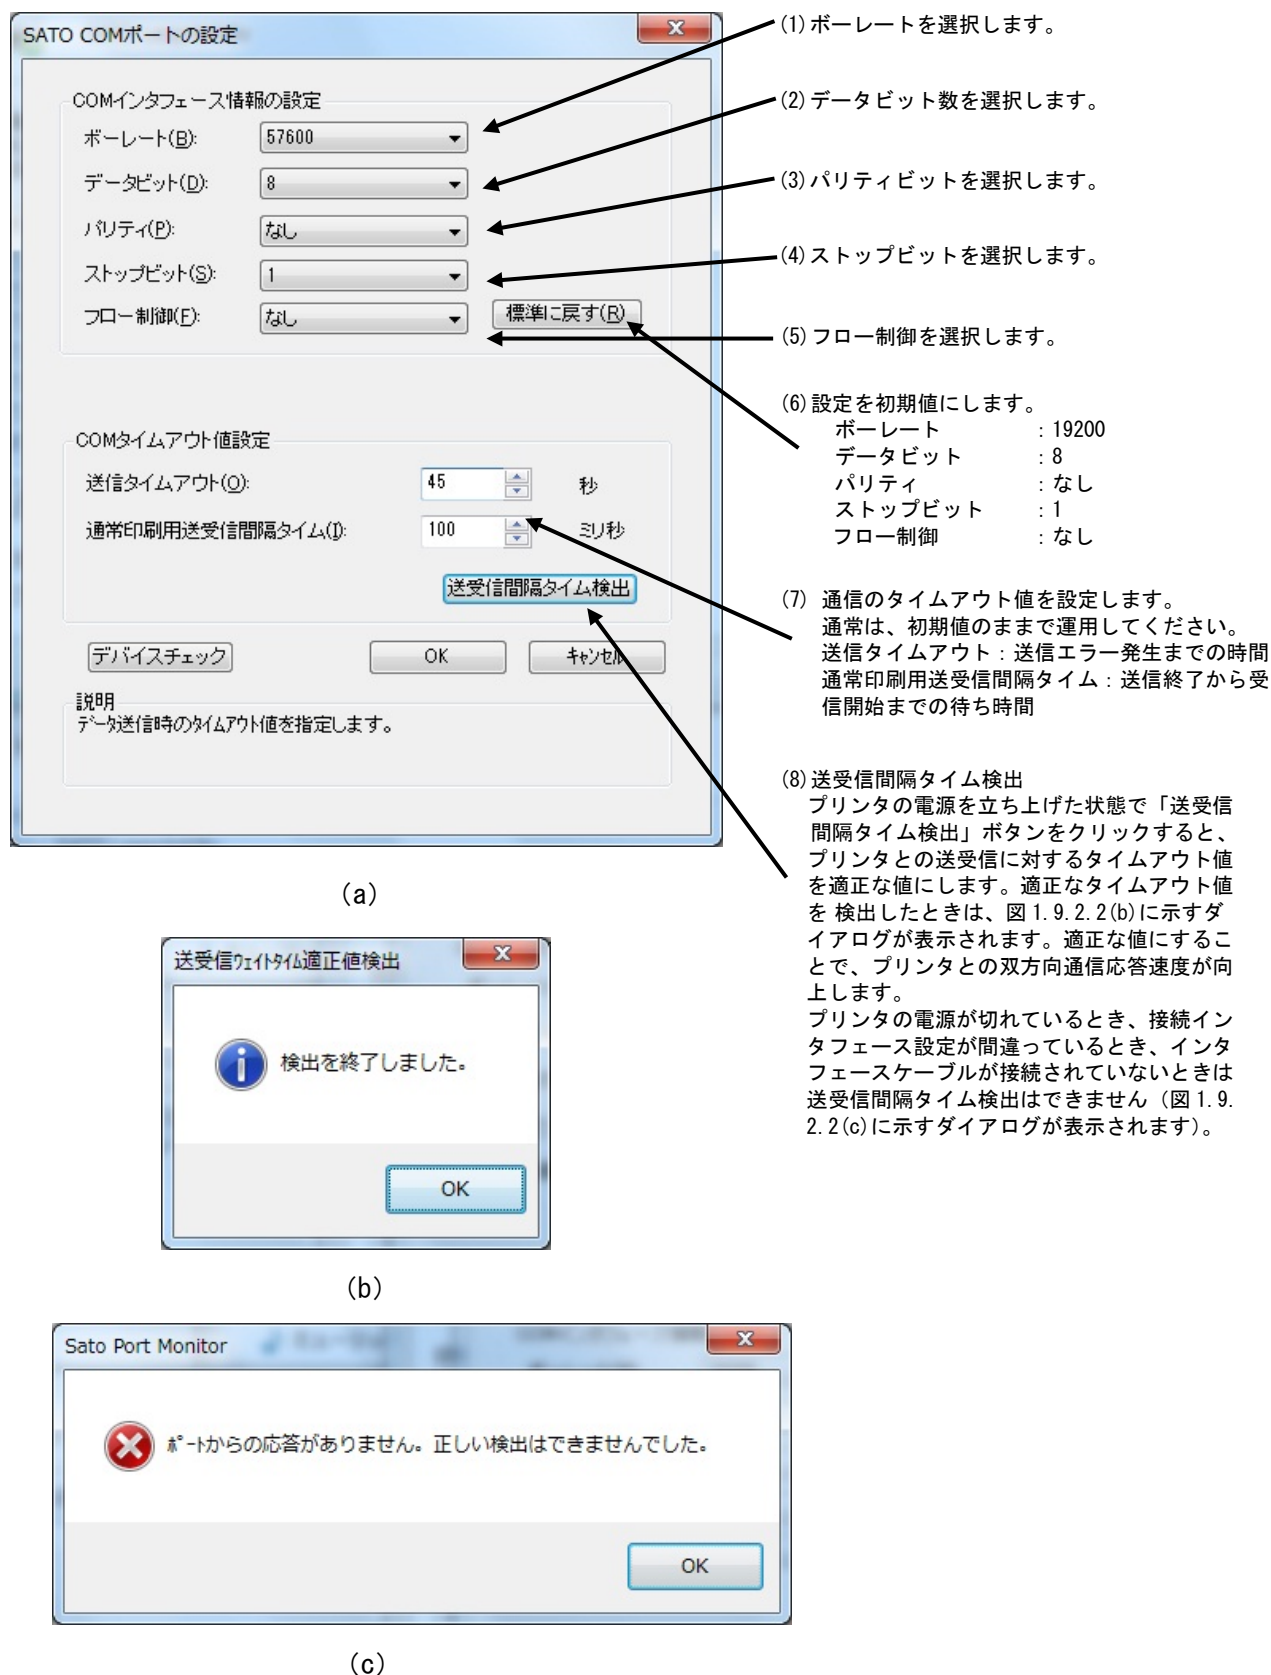 SATO COMポートの設定
COMインタフェース情報の設定
ボーレート(B):
57600
データビット(D):
8
パリティ(P):
なし
ストップビット(S):
1
フロー制御(F):
なし
標準に戻す(R)
COMタイムアウト値設定
送信タイムアウト(O):
45
秒
通常印刷用送受信間隔タイム(I):
100
ミリ秒
送受信間隔タイム検出
デバイスチェック
OK
キャンセル
説明
データ送信時のタイムアウト値を指定します。
(1)ボーレートを選択します。
(2)データビット数を選択します。
(3)パリティビットを選択します。
(4)ストップビットを選択します。
(5)フロー制御を選択します。
(6)設定を初期値にします。
ボーレート :19200
データビット :8
パリティ :なし
ストップビット :1
フロー制御 :なし
(7) 通信のタイムアウト値を設定します。
通常は、初期値のままで運用してください。
送信タイムアウト:送信エラー発生までの時間
通常印刷用送受信間隔タイム:送信終了から受
信開始までの待ち時間
(8)送受信間隔タイム検出
プリンタの電源を立ち上げた状態で「送受信
間隔タイム検出」ボタンをクリックすると、
プリンタとの送受信に対するタイムアウト値
を適正な値にします。適正なタイムアウト値
を 検出したときは、図1.9.2.2(b)に示すダ
イアログが表示されます。適正な値にするこ
とで、プリンタとの双方向通信応答速度が向
上します。
プリンタの電源が切れているとき、接続イン
タフェース設定が間違っているとき、インタ
フェースケーブルが接続されていないときは
送受信間隔タイム検出はできません(図1.9.
2.2(c)に示すダイアログが表示されます)。
(a)
送受信ウェイトタイム適正値検出
検出を終了しました。
OK
(b)
Sato Port Monitor
ポートからの応答がありません。正しい検出はできませんでした。
OK
(c)